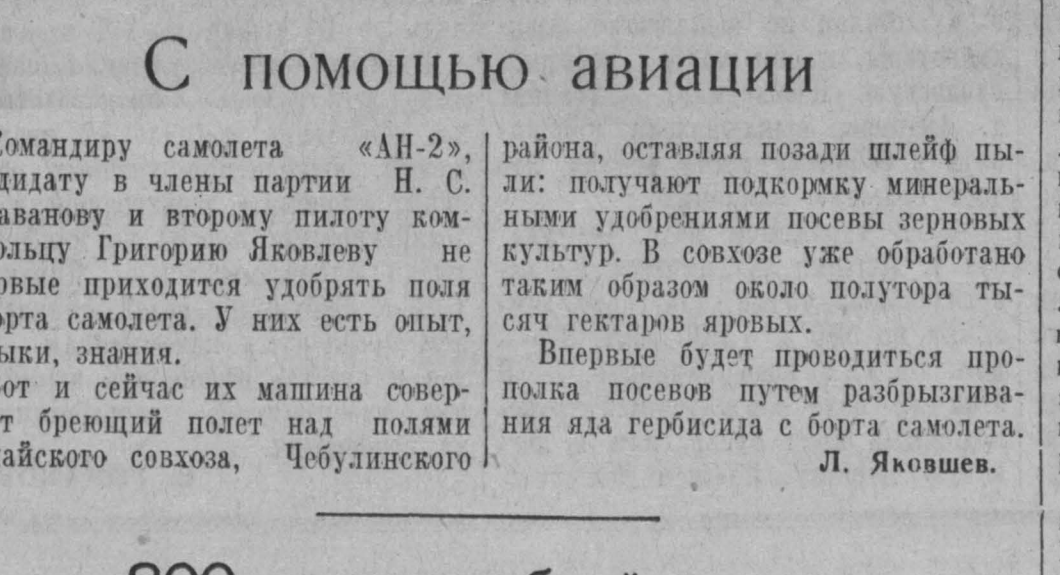 С помощью авиации
омандиру самолета «АН-2»,
дидату в члены партии Н. С.
аванову и второму пилоту ком-
ольцу Григорию Яковлеву не
овые приходится удобрять поля
орта самолета. У них есть опыт,
ыки, знания.
от и сейчас их машина совер-
т бреющий полет над полями
айского совхоза, Чебулинского
района, оставляя позади шлейф пы-
ли: получают подкормку минераль-
ными удобрениями посевы зерновых
культур. В совхозе уже обработано
таким образом около полутора ты-
сяч гектаров яровых.
Впервые будет проводиться про-
полка посевов путем разбрызгива-
ния яда гербисида с борта самолета.
Л. Яковшев.